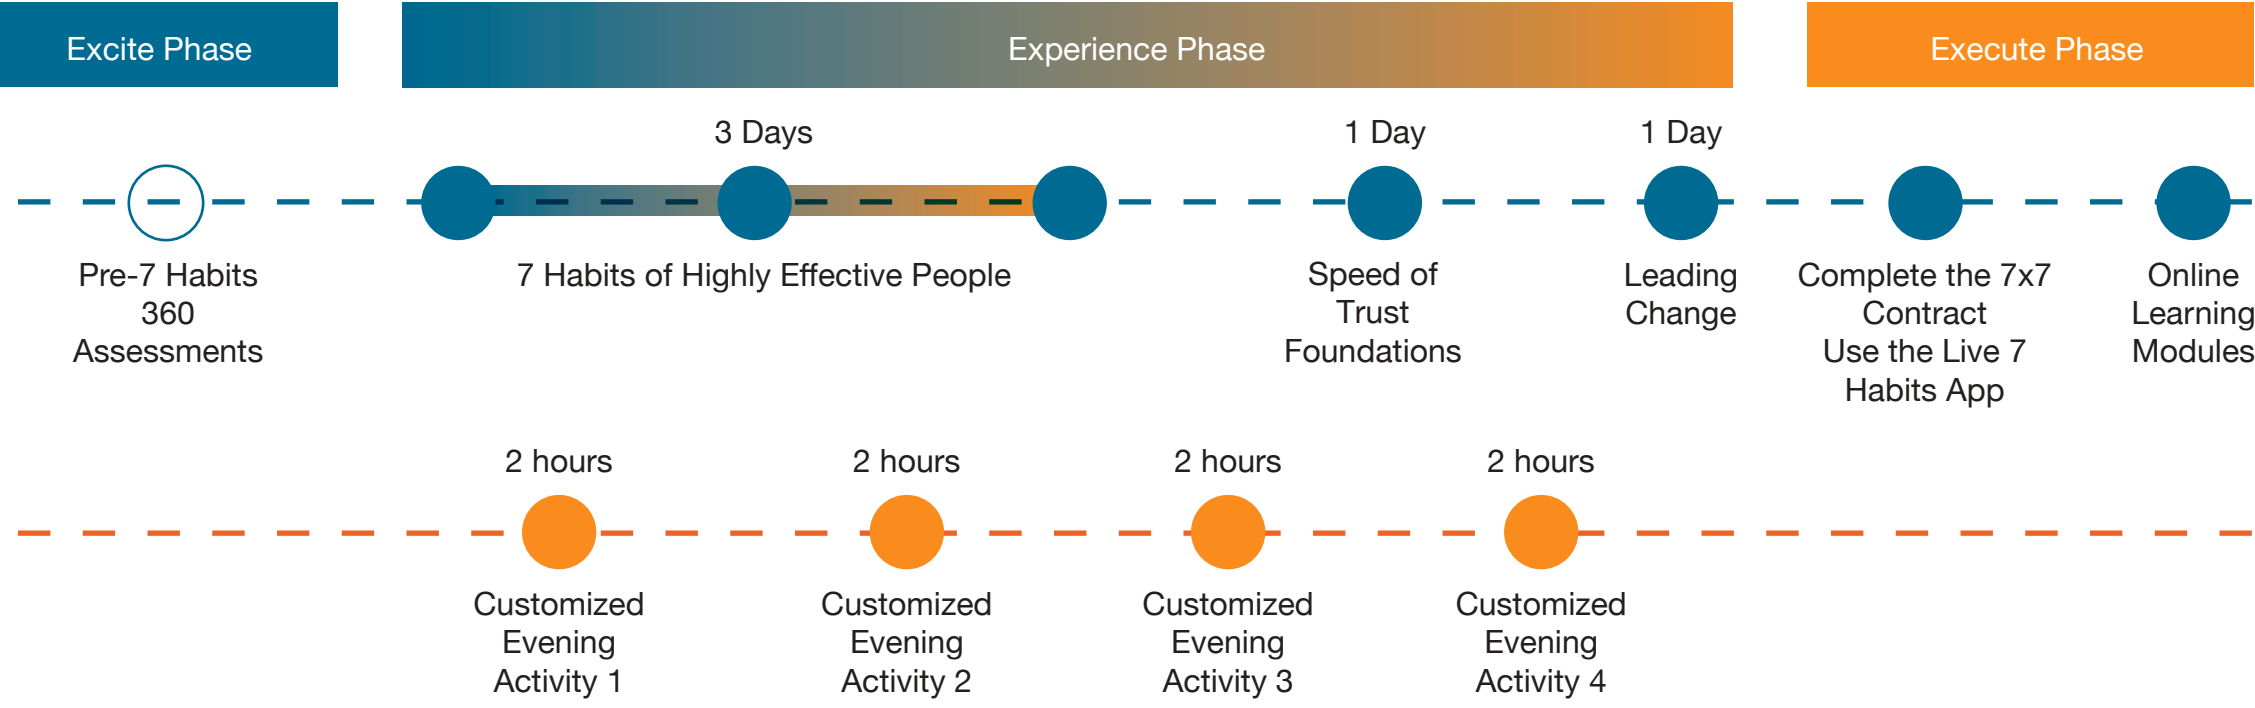 Excite Phase
Experience Phase
Execute Phase
3 Days
1 Day
1 Day
Pre-7 Habits
360
Assessments
7 Habits of Highly Effective People
Speed of
Trust
Foundations
Leading
Change
Complete the 7x7
Contract
Use the Live 7
Habits App
Online
Learning
Modules
2 hours
2 hours
2 hours
2 hours
Customized
Evening
Activity 1
Customized
Evening
Activity 2
Customized
Evening
Activity 3
Customized
Evening
Activity 4